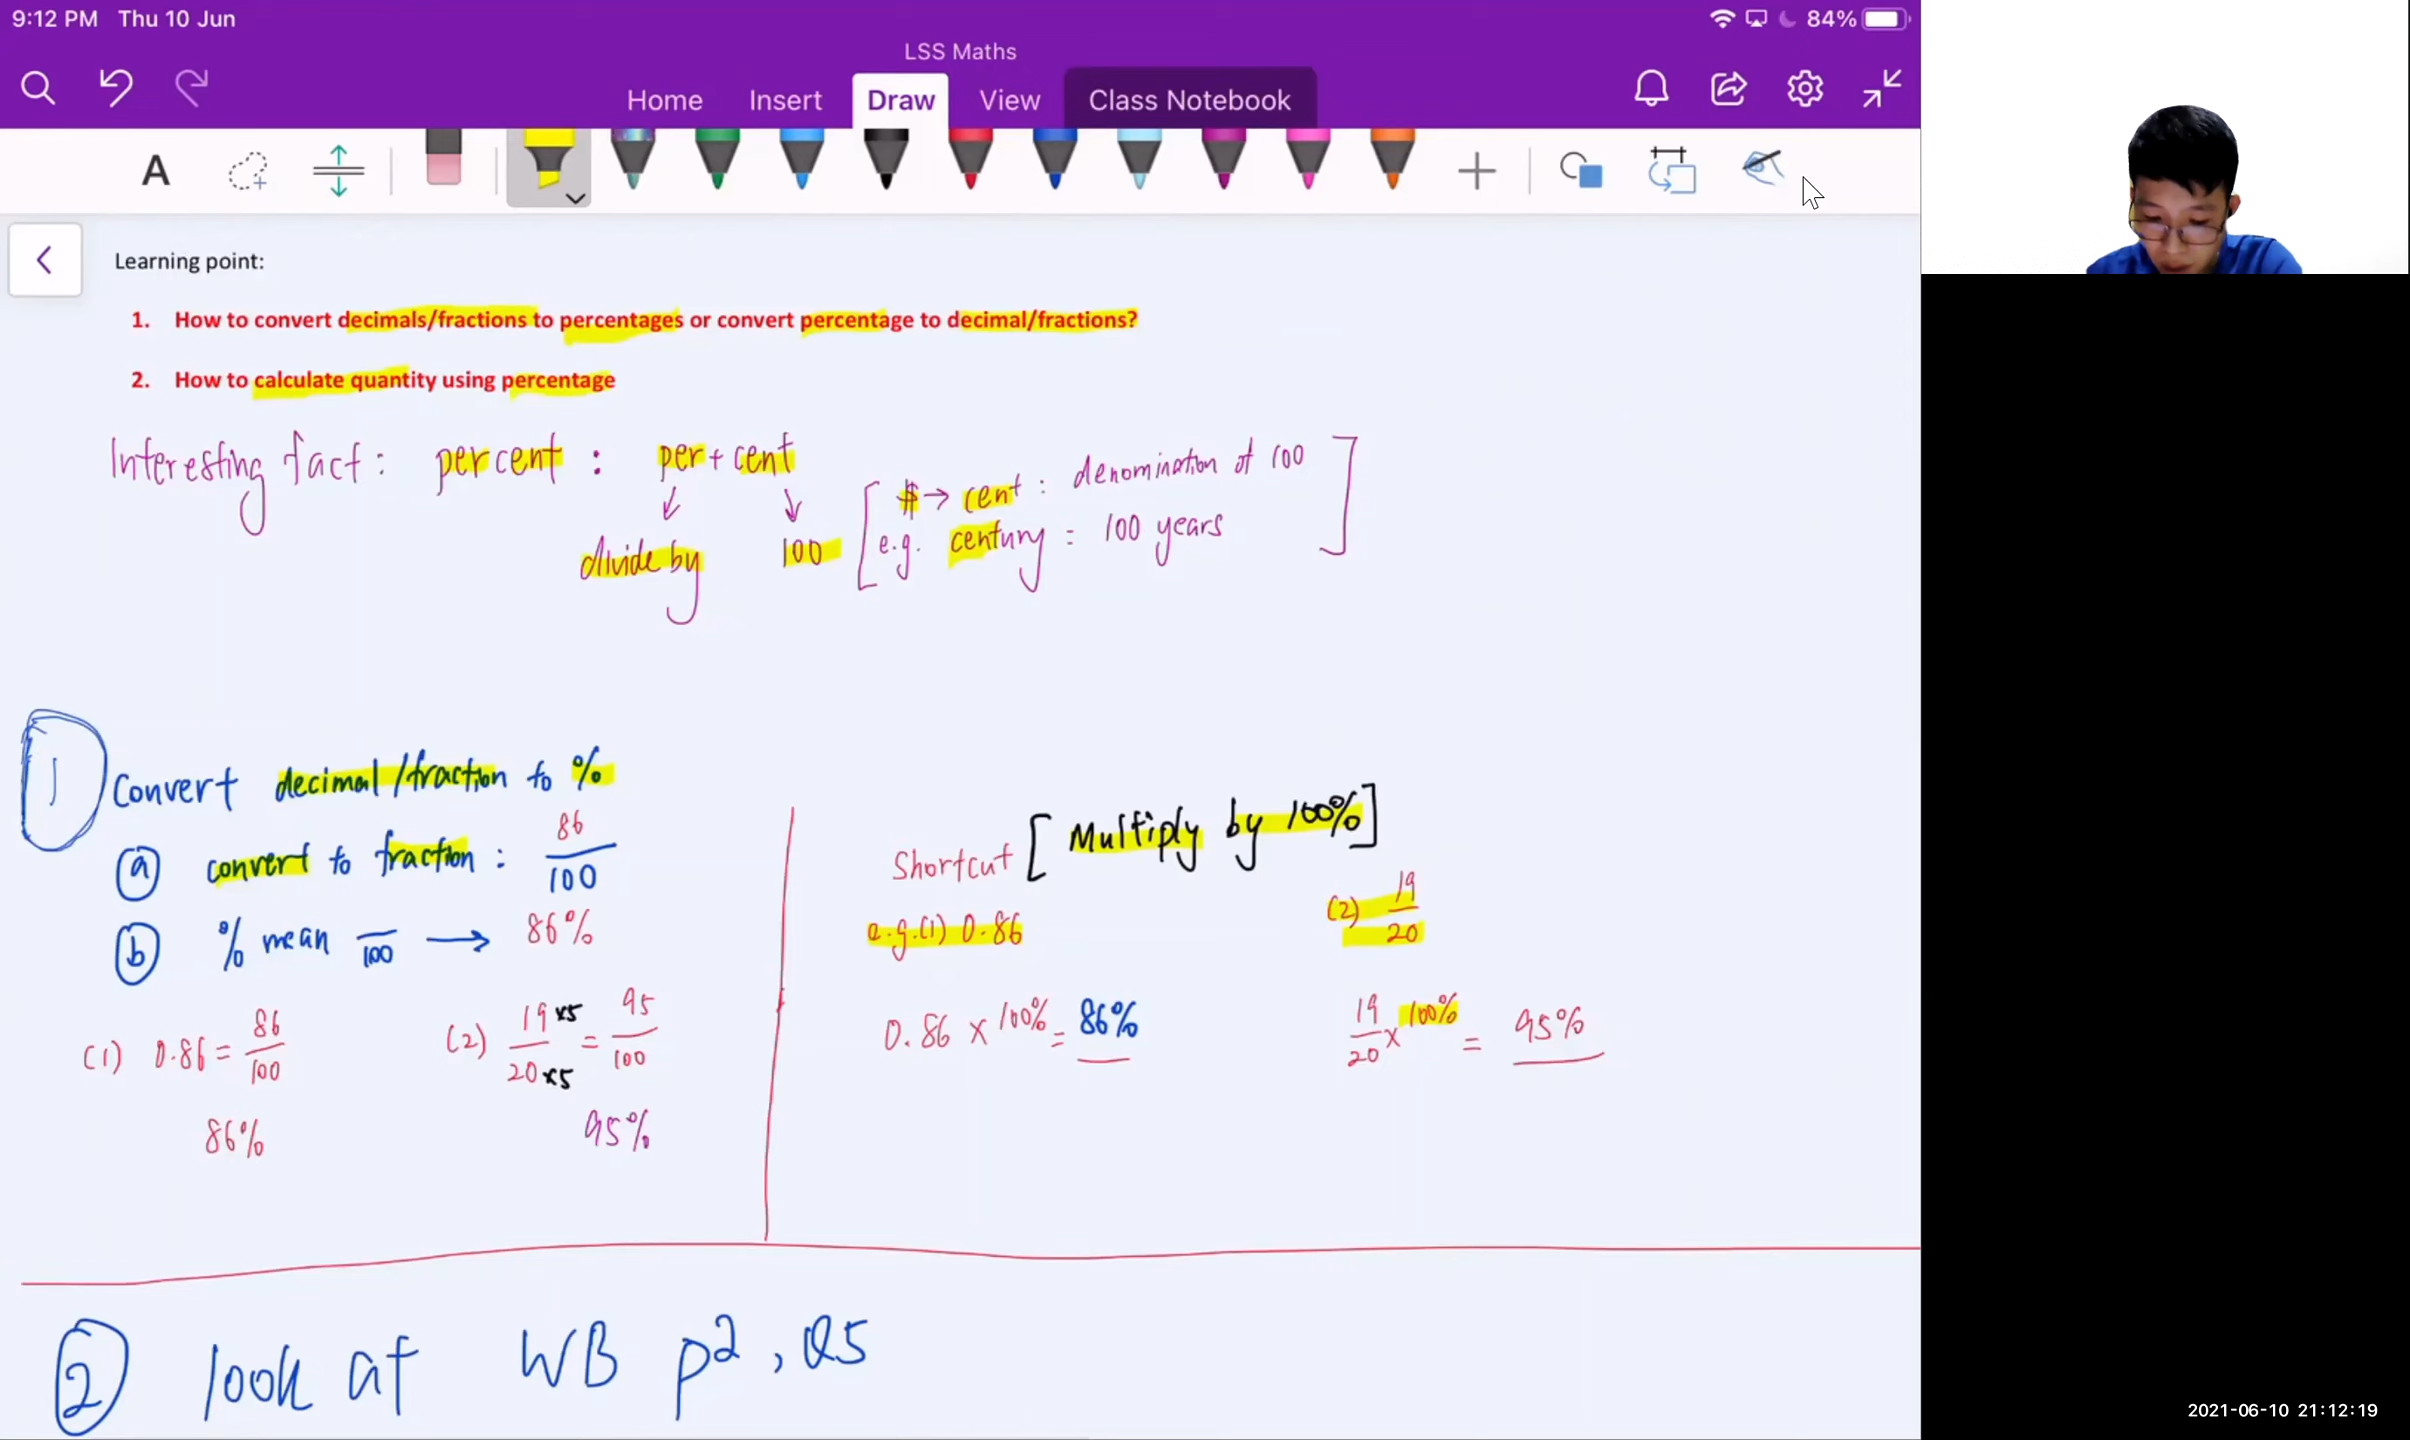 9:12 PM Thu 10 Jun
84%
LSS Maths
Home Insert Draw View Class Notebook
A
Learning point:
1. How to convert decimals/fractions to percentages or convert percentage to decimal/fractions?
2. How to calculate quantity using percentage
Interesting fact: percent : per + cent
↓ ↓
divide by 100
[ $ → cent : denomination of 100
e.g. century = 100 years ]
1
Convert decimal/fraction to %
(a) convert to fraction : 86/100
(b) % mean /100 → 86%
(1) 0.86 = 86/100
86%
(2) 19×5/20×5 = 95/100
95%
Shortcut [Multiply by 100%]
e.g.(1) 0.86
0.86 × 100% = 86%
(2) 19/20
19/20 × 100% = 95%
2 look at WB p2, Q5
2021-06-10 21:12:19